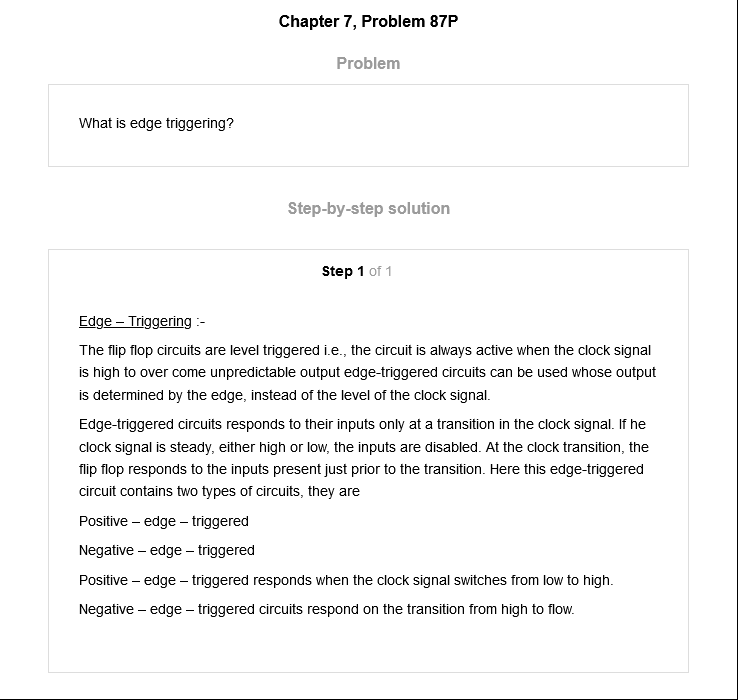 Chapter 7, Problem 87P
Problem
What is edge triggering?
Step-by-step solution
Step 1 of 1
Edge – Triggering :-
The flip flop circuits are level triggered i.e., the circuit is always active when the clock signal
is high to over come unpredictable output edge-triggered circuits can be used whose output
is determined by the edge, instead of the level of the clock signal.
Edge-triggered circuits responds to their inputs only at a transition in the clock signal. If he
clock signal is steady, either high or low, the inputs are disabled. At the clock transition, the
flip flop responds to the inputs present just prior to the transition. Here this edge-triggered
circuit contains two types of circuits, they are
Positive – edge – triggered
Negative – edge – triggered
Positive – edge – triggered responds when the clock signal switches from low to high.
Negative – edge – triggered circuits respond on the transition from high to flow.